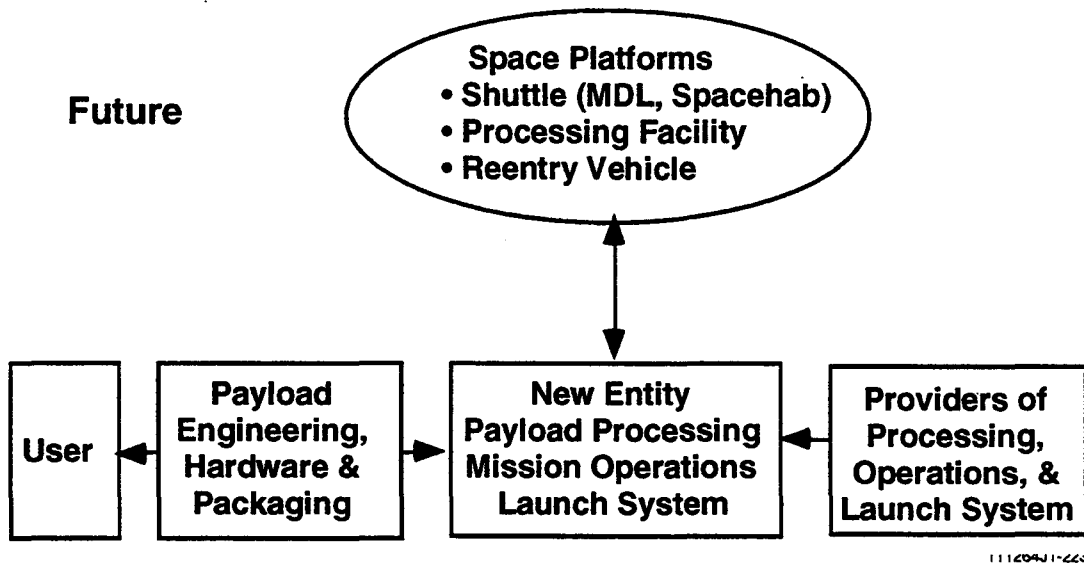 Future
Space Platforms
• Shuttle (MDL, Spacehab)
• Processing Facility
• Reentry Vehicle
User
Payload
Engineering,
Hardware &
Packaging
New Entity
Payload Processing
Mission Operations
Launch System
Providers of
Processing,
Operations, &
Launch System